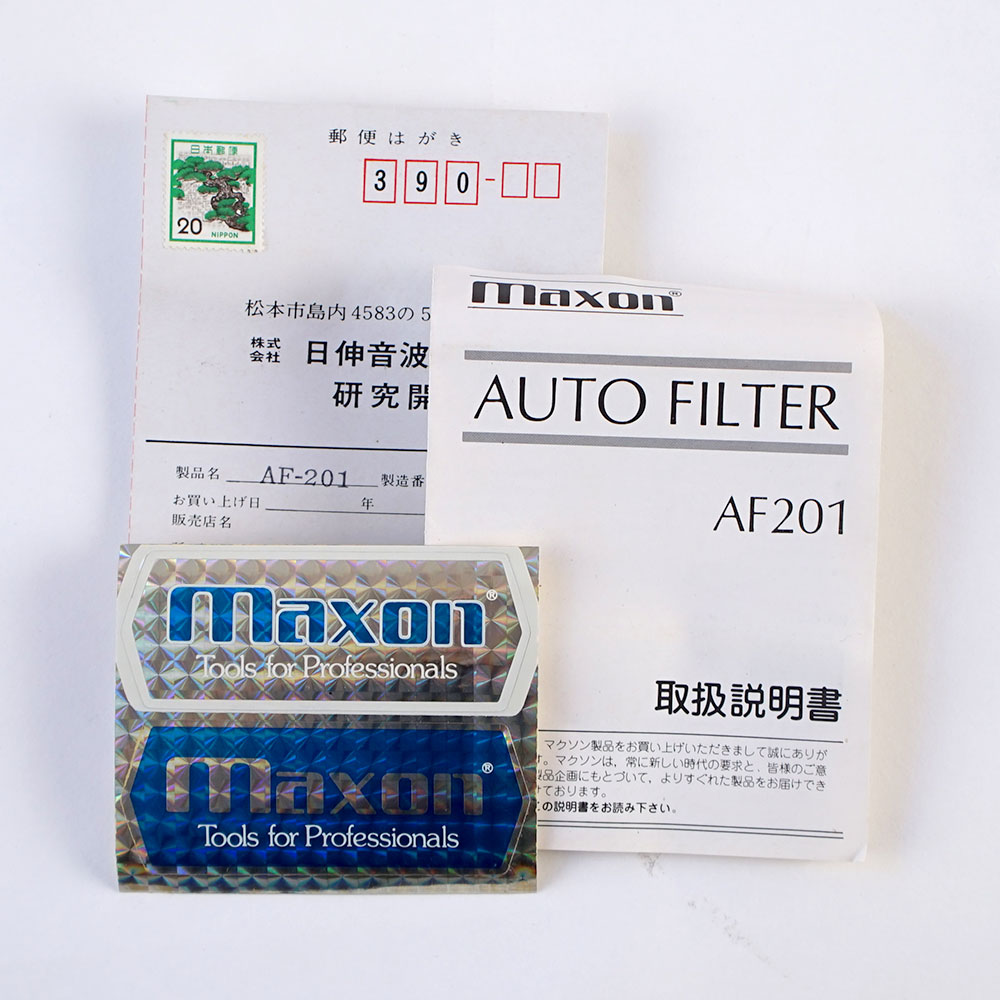 郵便はがき
日本郵便
20 NIPPON
390-
松本市島内4583の5
株式会社 日伸音波
研究開
製品名 AF-201 製造番
お買い上げ日 年
販売店名
maxon®
AUTO FILTER
AF201
取扱説明書
マクソン製品をお買い上げいただきまして誠にありが
す。マクソンは、常に新しい時代の要求と、皆様のご意
製品企画にもとづいて、よりすぐれた製品をお届けでき
けております。
この説明書をお読み下さい。
maxon®
Tools for Professionals
maxon®
Tools for Professionals